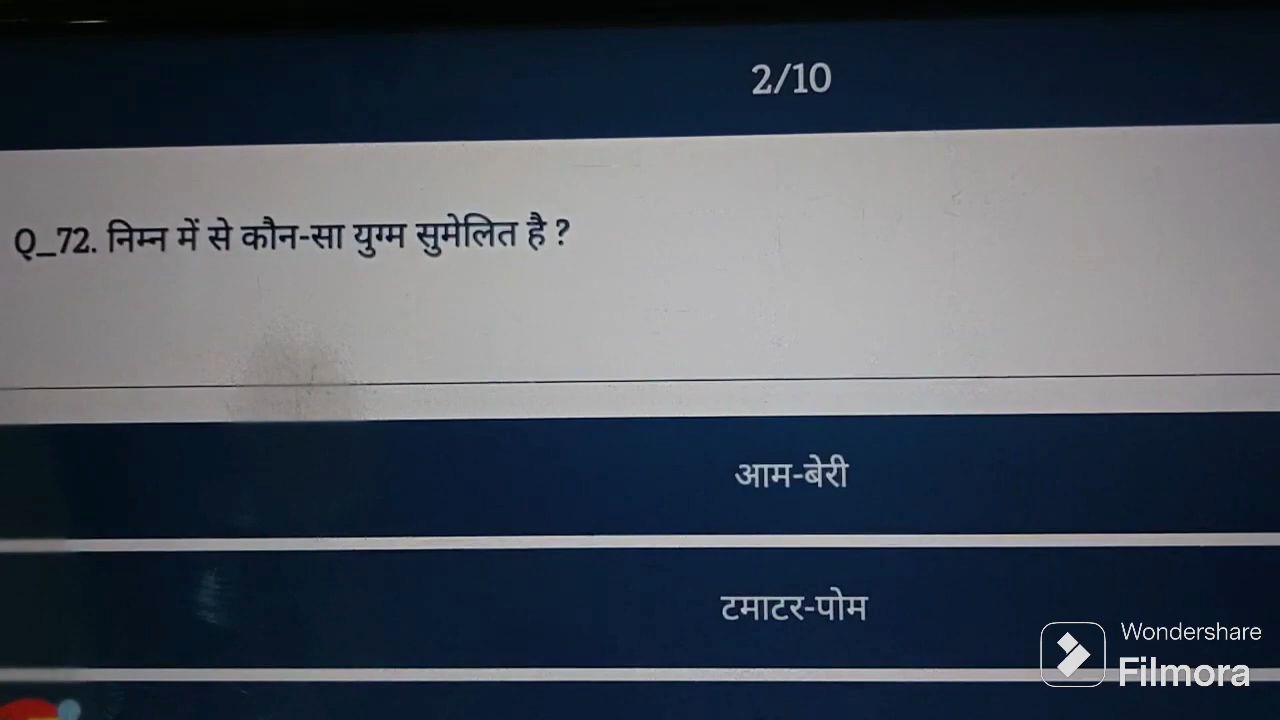 2/10
Q_72. निम्न में से कौन-सा युग्म सुमेलित है ?
आम-बेरी
टमाटर-पोम
Wondershare
Filmora